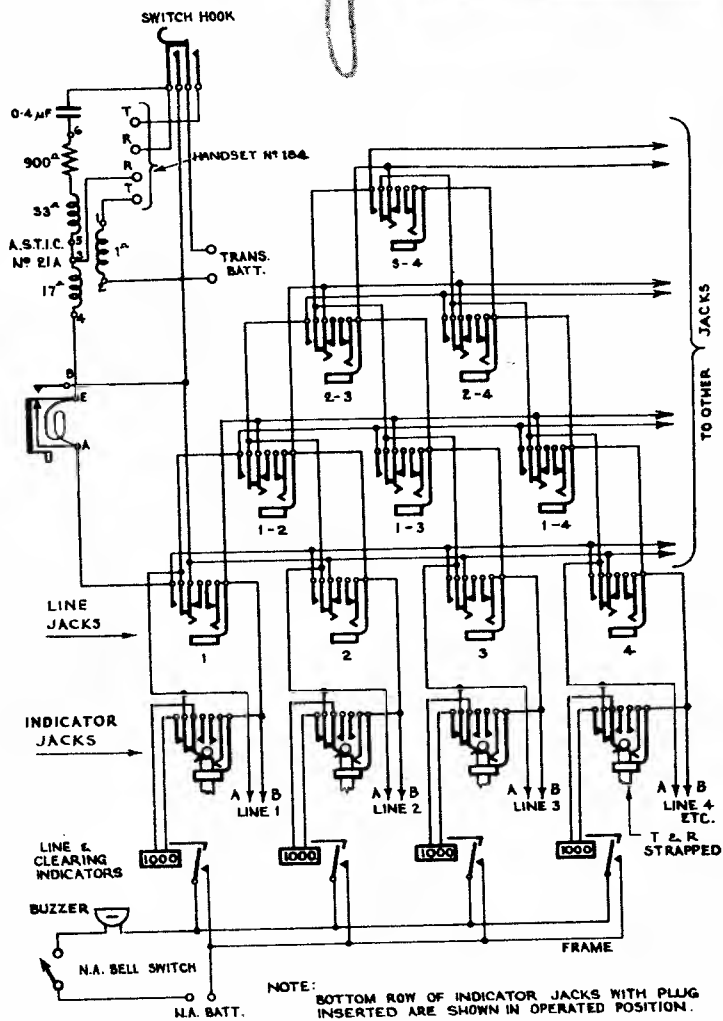 SWITCH HOOK
0·4 μF
6
900Ω
33Ω
5
A.S.T.I.C.
Nº 21A
3
17Ω
4
T
R
R
T
HANDSET Nº 184
1
1Ω
2
TRANS.
BATT.
B
E
A
D
3-4
2-3
2-4
1-2
1-3
1-4
TO OTHER JACKS
LINE
JACKS
1
2
3
4
INDICATOR
JACKS
A B
LINE 1
A B
LINE 2
A B
LINE 3
A B
LINE 4
ETC.
T & R
STRAPPED
LINE &
CLEARING
INDICATORS
1000
1000
1000
1000
BUZZER
N.A. BELL SWITCH
N.A. BATT.
FRAME
NOTE:
BOTTOM ROW OF INDICATOR JACKS WITH PLUG
INSERTED ARE SHOWN IN OPERATED POSITION.